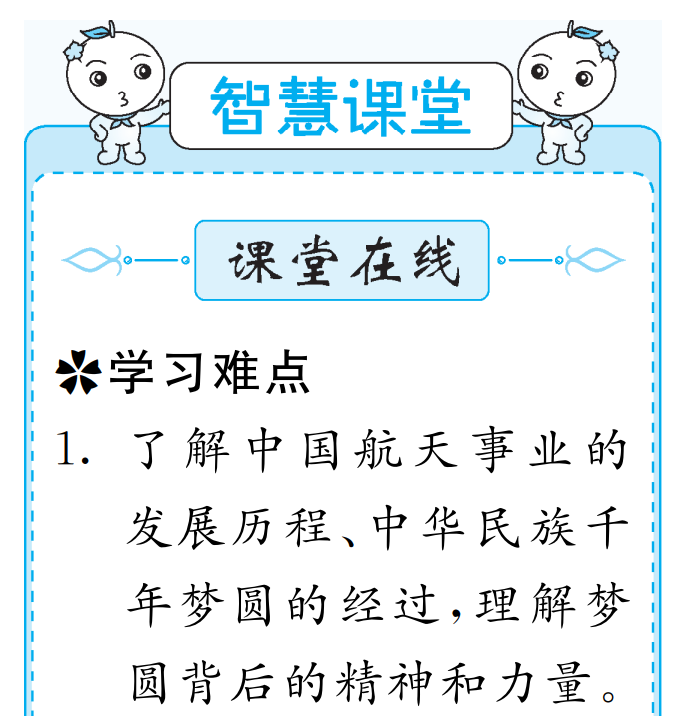 智慧课堂
课堂在线
学习难点
1. 了解中国航天事业的
发展历程、中华民族千
年梦圆的经过,理解梦
圆背后的精神和力量。